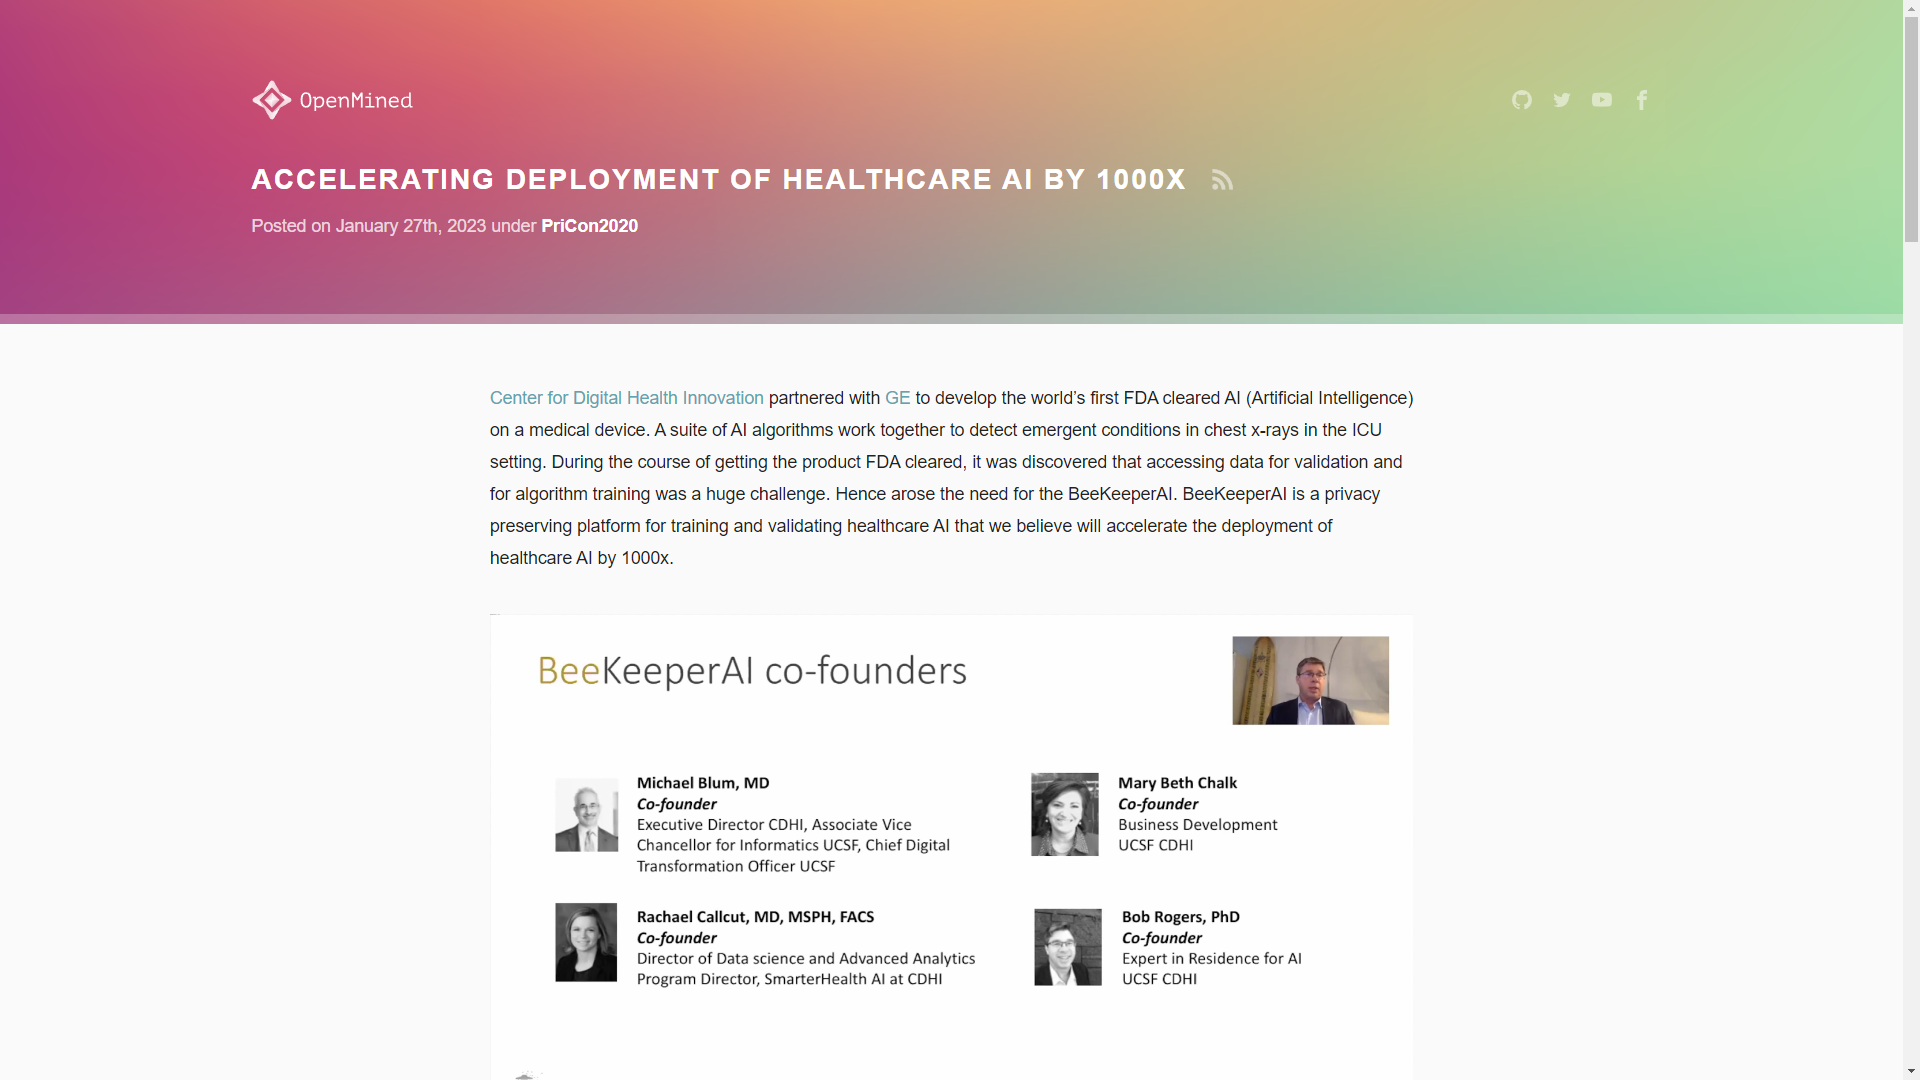 OpenMined
ACCELERATING DEPLOYMENT OF HEALTHCARE AI BY 1000X
Posted on January 27th, 2023 under PriCon2020
Center for Digital Health Innovation partnered with GE to develop the world’s first FDA cleared AI (Artificial Intelligence)
on a medical device. A suite of AI algorithms work together to detect emergent conditions in chest x-rays in the ICU
setting. During the course of getting the product FDA cleared, it was discovered that accessing data for validation and
for algorithm training was a huge challenge. Hence arose the need for the BeeKeeperAI. BeeKeeperAI is a privacy
preserving platform for training and validating healthcare AI that we believe will accelerate the deployment of
healthcare AI by 1000x.
BeeKeeperAI co-founders
Michael Blum, MD
Co-founder
Executive Director CDHI, Associate Vice
Chancellor for Informatics UCSF, Chief Digital
Transformation Officer UCSF
Mary Beth Chalk
Co-founder
Business Development
UCSF CDHI
Rachael Callcut, MD, MSPH, FACS
Co-founder
Director of Data science and Advanced Analytics
Program Director, SmarterHealth AI at CDHI
Bob Rogers, PhD
Co-founder
Expert in Residence for AI
UCSF CDHI